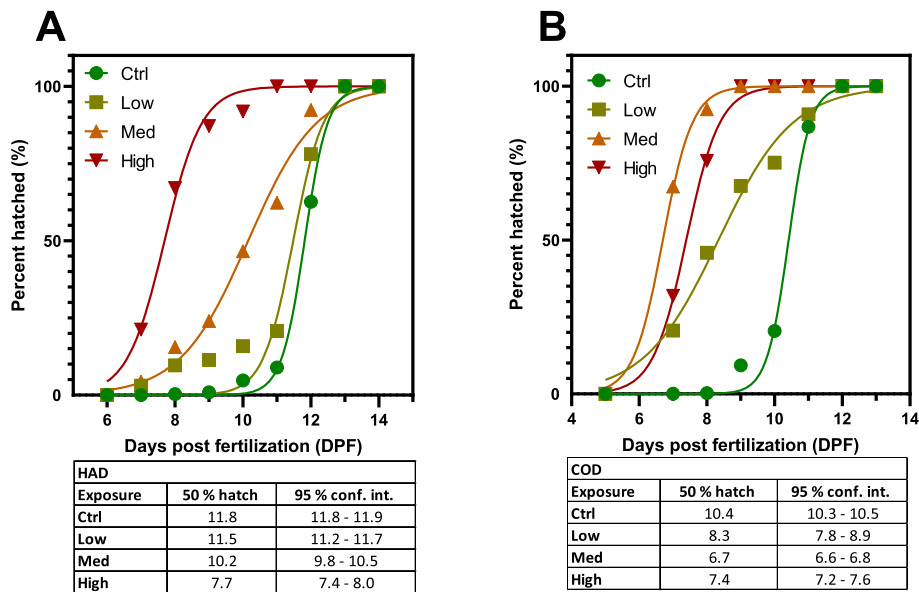 A
Percent hatched (%)
100
50
0
Ctrl
Low
Med
High
6 8 10 12 14
Days post fertilization (DPF)
HAD
Exposure 50 % hatch 95 % conf. int.
Ctrl 11.8 11.8 - 11.9
Low 11.5 11.2 - 11.7
Med 10.2 9.8 - 10.5
High 7.7 7.4 - 8.0
B
Percent hatched (%)
100
50
0
Ctrl
Low
Med
High
4 6 8 10 12 14
Days post fertilization (DPF)
COD
Exposure 50 % hatch 95 % conf. int.
Ctrl 10.4 10.3 - 10.5
Low 8.3 7.8 - 8.9
Med 6.7 6.6 - 6.8
High 7.4 7.2 - 7.6